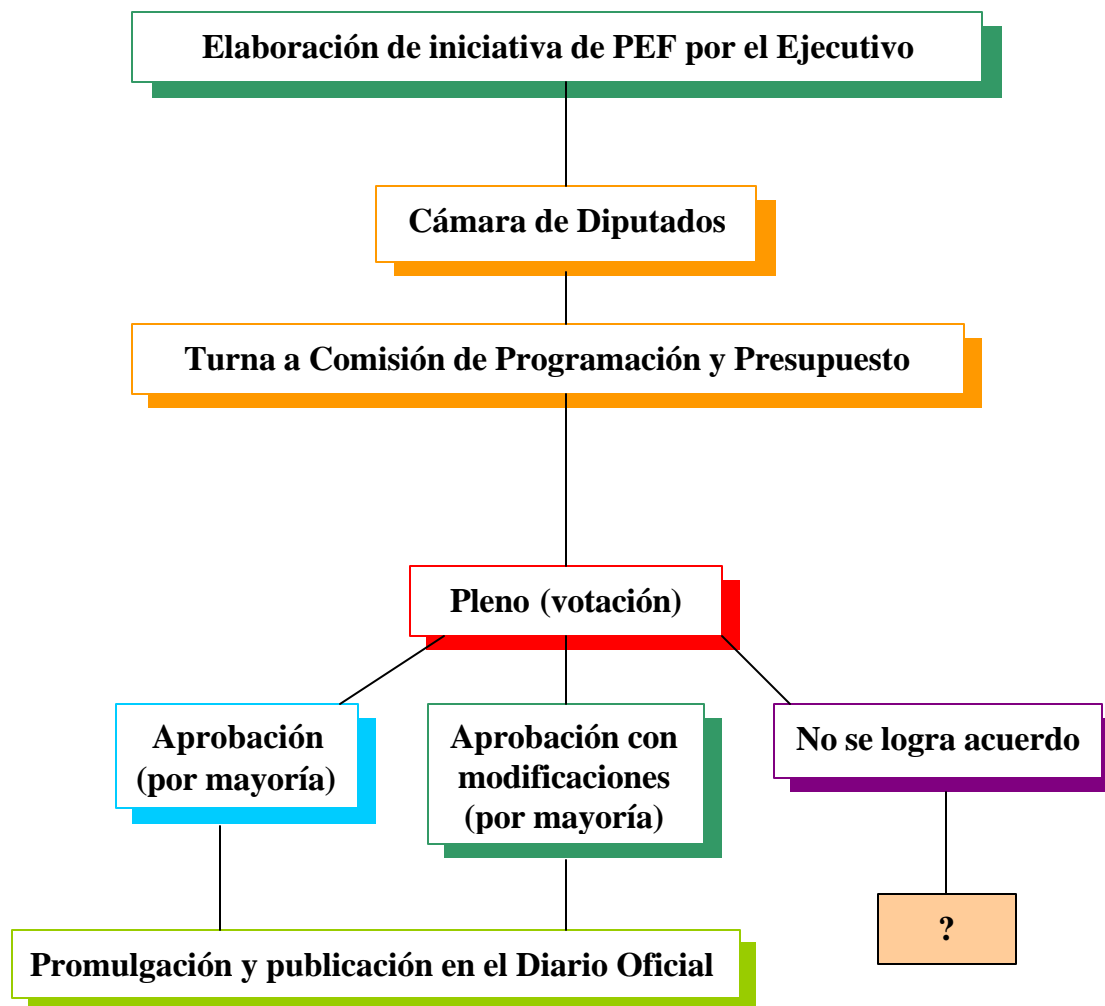 Elaboración de iniciativa de PEF por el Ejecutivo
Cámara de Diputados
Turna a Comisión de Programación y Presupuesto
Pleno (votación)
Aprobación
(por mayoría)
Aprobación con
modificaciones
(por mayoría)
No se logra acuerdo
?
Promulgación y publicación en el Diario Oficial